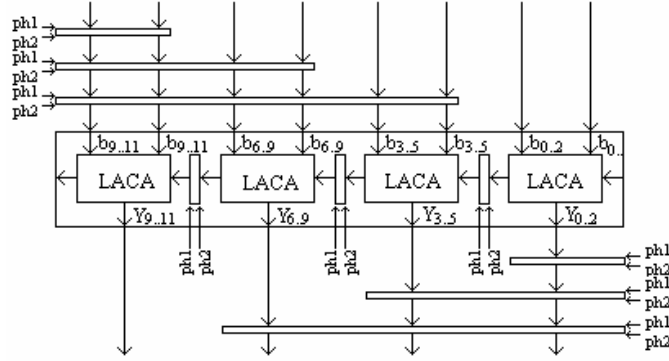 ph1
ph2
ph1
ph2
ph1
ph2
b9..11 b9..11 b6..9 b6..9 b3..5 b3..5 b0..2 b0..
LACA LACA LACA LACA
Y9..11 Y6..9 Y3..5 Y0..2
ph1 ph2 ph1 ph2 ph1 ph2
ph1
ph2
ph1
ph2
ph1
ph2